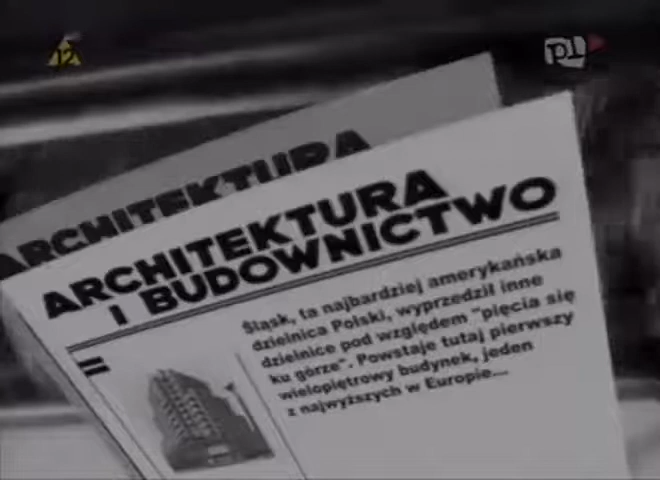 12
pl
ARCHITEKTURA
ARCHITEKTURA
I BUDOWNICTWO
Śląsk, ta najbardziej amerykańska
dzielnica Polski, wyprzedził inne
dzielnice pod względem "pięcia się
ku górze". Powstaje tutaj pierwszy
wielopiętrowy budynek, jeden
z najwyższych w Europie...